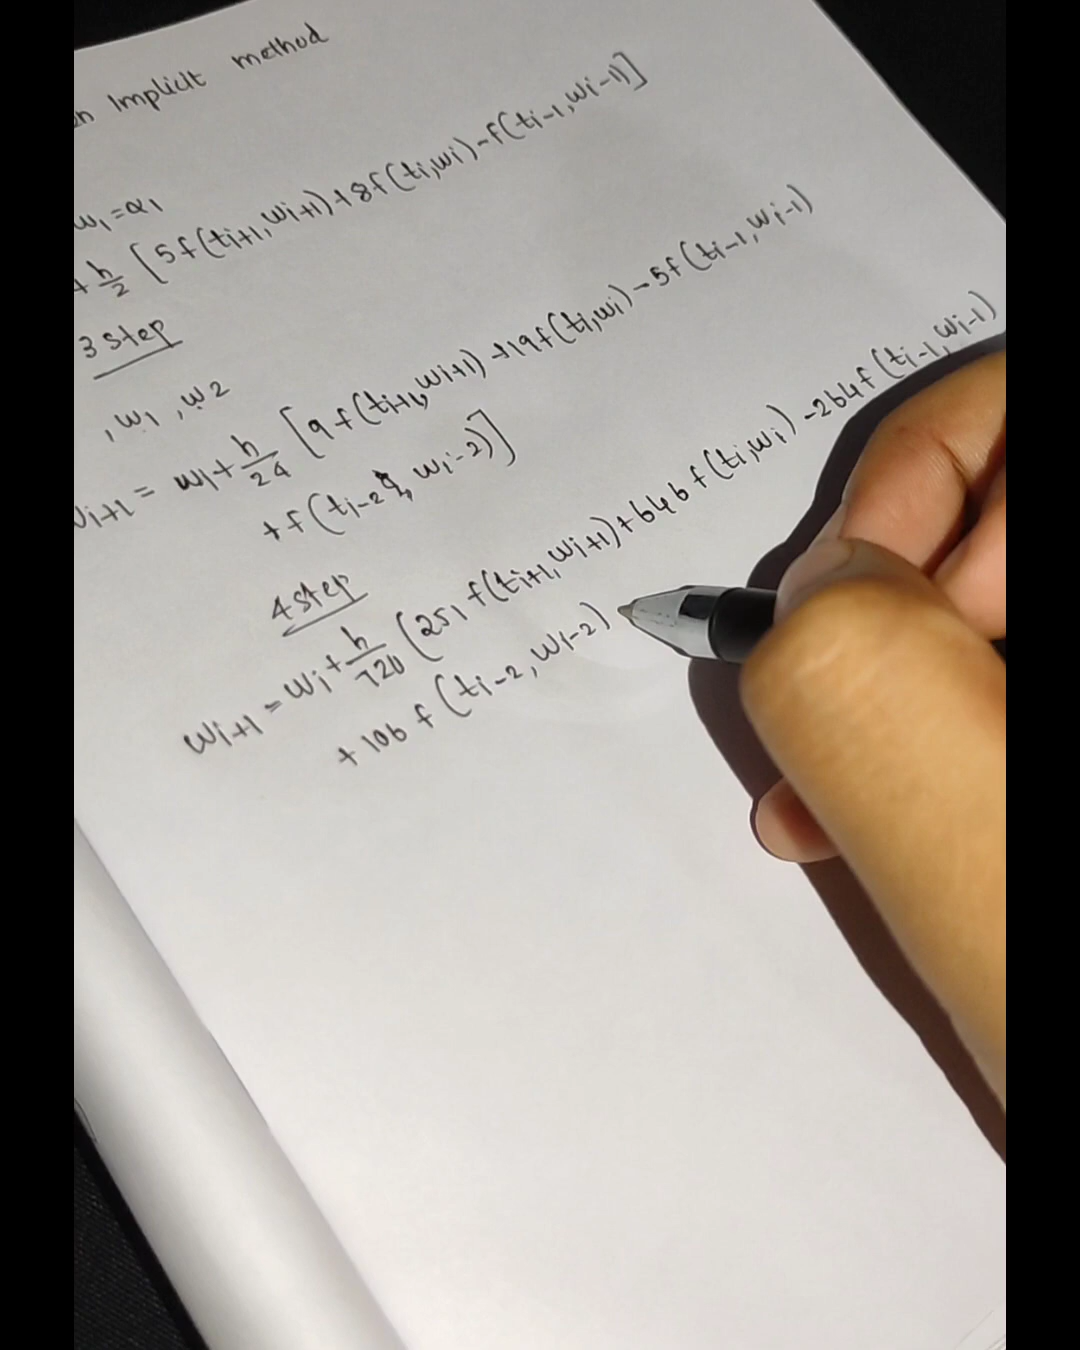 Implicit method
w1 = α1
+ h/2 [5f(ti+1, wi+1) + 8f(ti, wi) - f(ti-1, wi-1)]
3 step
, w1 , w2
i+1 = wi + h/24 [9f(ti+1, wi+1) + 19f(ti, wi) - 5f(ti-1, wi-1)
+ f(ti-2, wi-2)]
4 step
wi+1 = wi + h/720 (251 f(ti+1, wi+1) + 646 f(ti, wi) - 264 f(ti-1, wi-1)
+ 106 f (ti-2, wi-2)